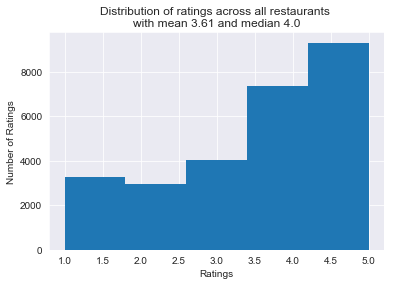 Distribution of ratings across all restaurants
with mean 3.61 and median 4.0
Number of Ratings
8000
6000
4000
2000
0
1.0 1.5 2.0 2.5 3.0 3.5 4.0 4.5 5.0
Ratings